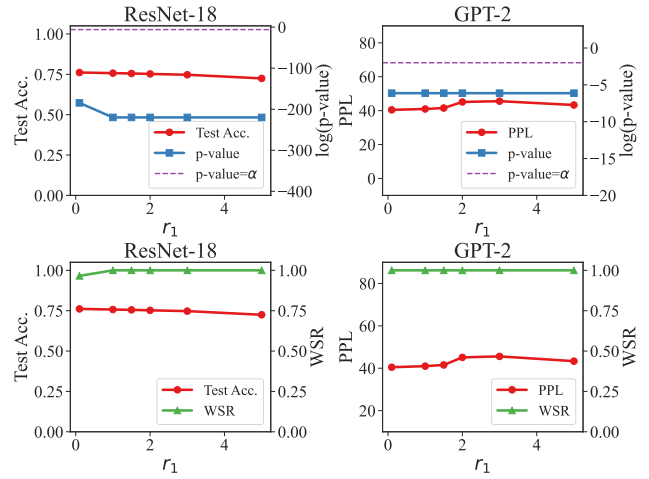 ResNet-18
1.00
0.75
0.50
0.25
0.00
Test Acc.
0
−100
−200
−300
−400
log(p-value)
Test Acc.
p-value
p-value=α
0
2
4
r1
GPT-2
80
60
40
20
0
PPL
0
−5
−10
−15
−20
log(p-value)
PPL
p-value
p-value=α
0
2
4
r1
ResNet-18
1.00
0.75
0.50
0.25
0.00
Test Acc.
1.00
0.75
0.50
0.25
0.00
WSR
Test Acc.
WSR
0
2
4
r1
GPT-2
80
60
40
20
PPL
1.00
0.75
0.50
0.25
0.00
WSR
PPL
WSR
0
2
4
r1